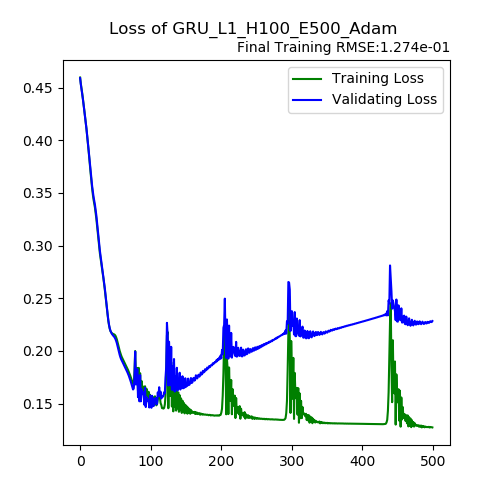 Loss of GRU_L1_H100_E500_Adam
Final Training RMSE:1.274e-01
Training Loss
Validating Loss
0.45
0.40
0.35
0.30
0.25
0.20
0.15
0 100 200 300 400 500